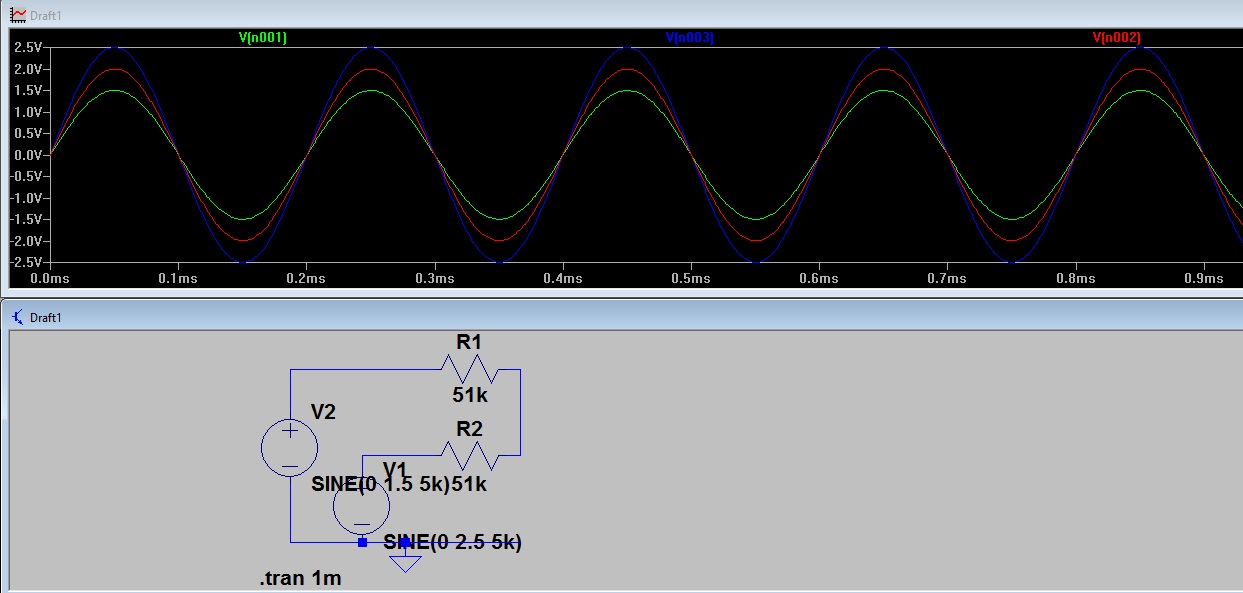 Draft1
V(n001) V(n003) V(n002)
2.5V
2.0V
1.5V
1.0V
0.5V
0.0V
-0.5V
-1.0V
-1.5V
-2.0V
-2.5V
0.0ms 0.1ms 0.2ms 0.3ms 0.4ms 0.5ms 0.6ms 0.7ms 0.8ms 0.9ms
Draft1
R1
51k
V2
R2
V1
SINE(0 1.5 5k) 51k
SINE(0 2.5 5k)
.tran 1m